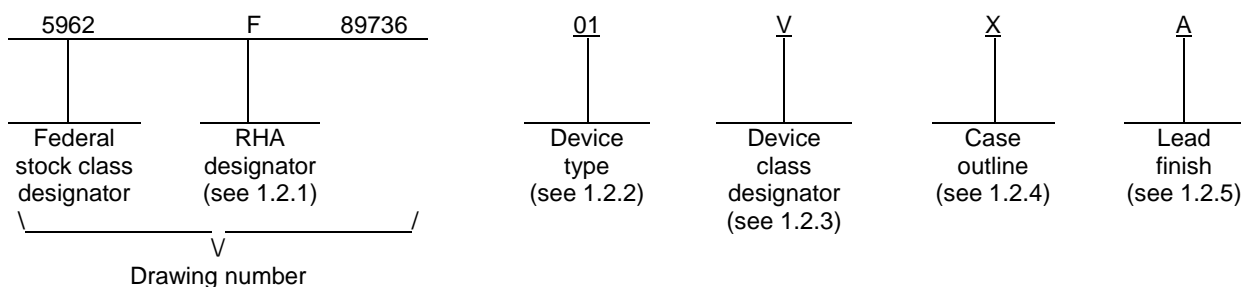 5962 F 89736 01 V X A
Federal stock class designator
RHA designator (see 1.2.1)
Device type (see 1.2.2)
Device class designator (see 1.2.3)
Case outline (see 1.2.4)
Lead finish (see 1.2.5)
\ /
\/
Drawing number